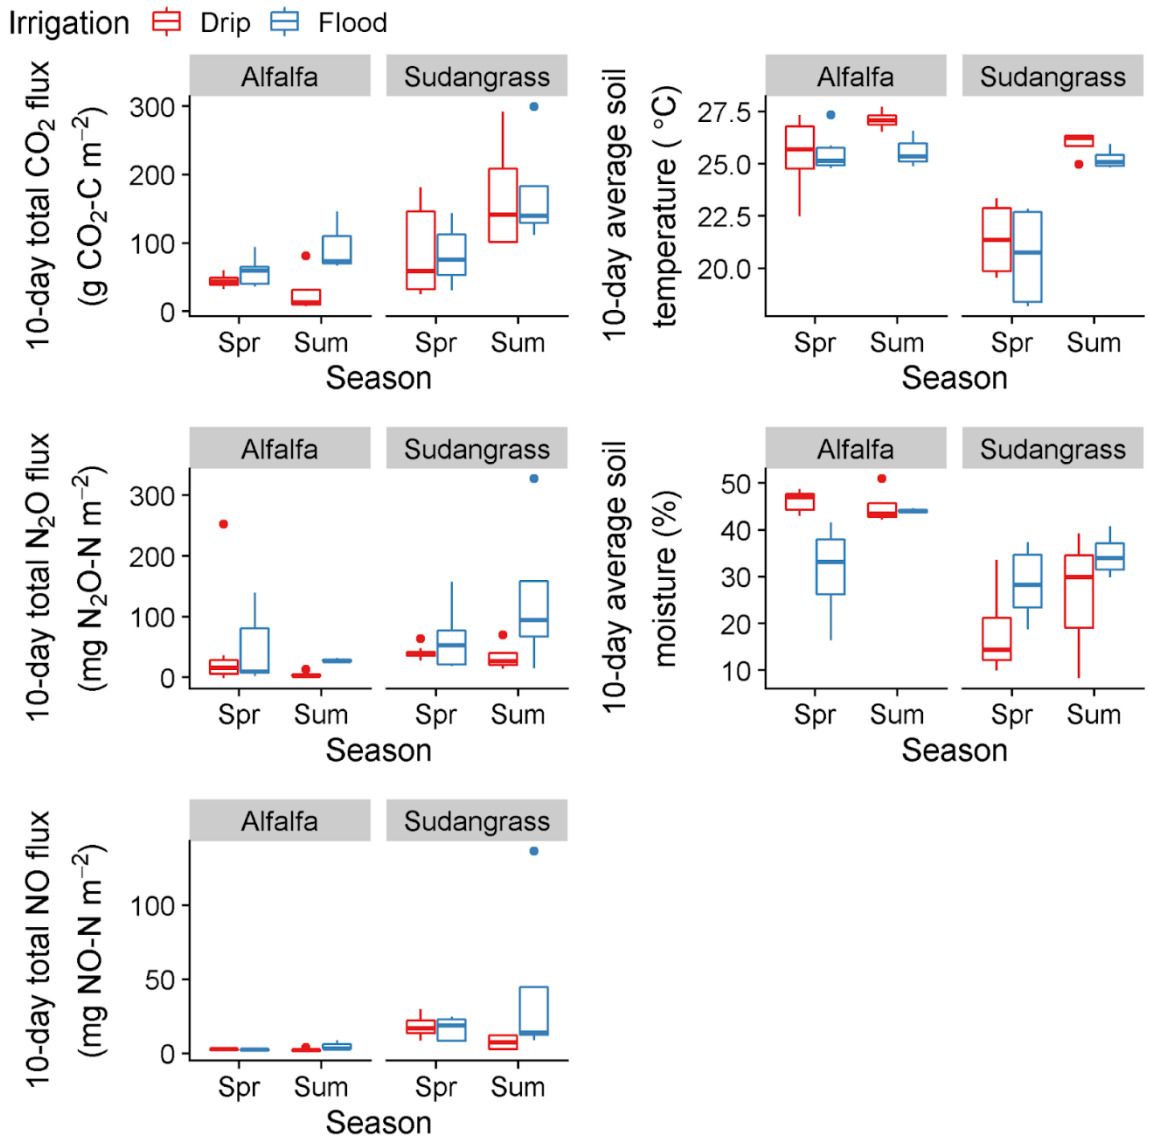 Irrigation Drip Flood
10-day total CO₂ flux
(g CO₂-C m⁻²)
Alfalfa Sudangrass
300
200
100
0
Spr Sum Spr Sum
Season
10-day average soil
temperature ( °C)
Alfalfa Sudangrass
27.5
25.0
22.5
20.0
Spr Sum Spr Sum
Season
10-day total N₂O flux
(mg N₂O-N m⁻²)
Alfalfa Sudangrass
300
200
100
0
Spr Sum Spr Sum
Season
10-day average soil
moisture (%)
Alfalfa Sudangrass
50
40
30
20
10
Spr Sum Spr Sum
Season
10-day total NO flux
(mg NO-N m⁻²)
Alfalfa Sudangrass
100
50
0
Spr Sum Spr Sum
Season